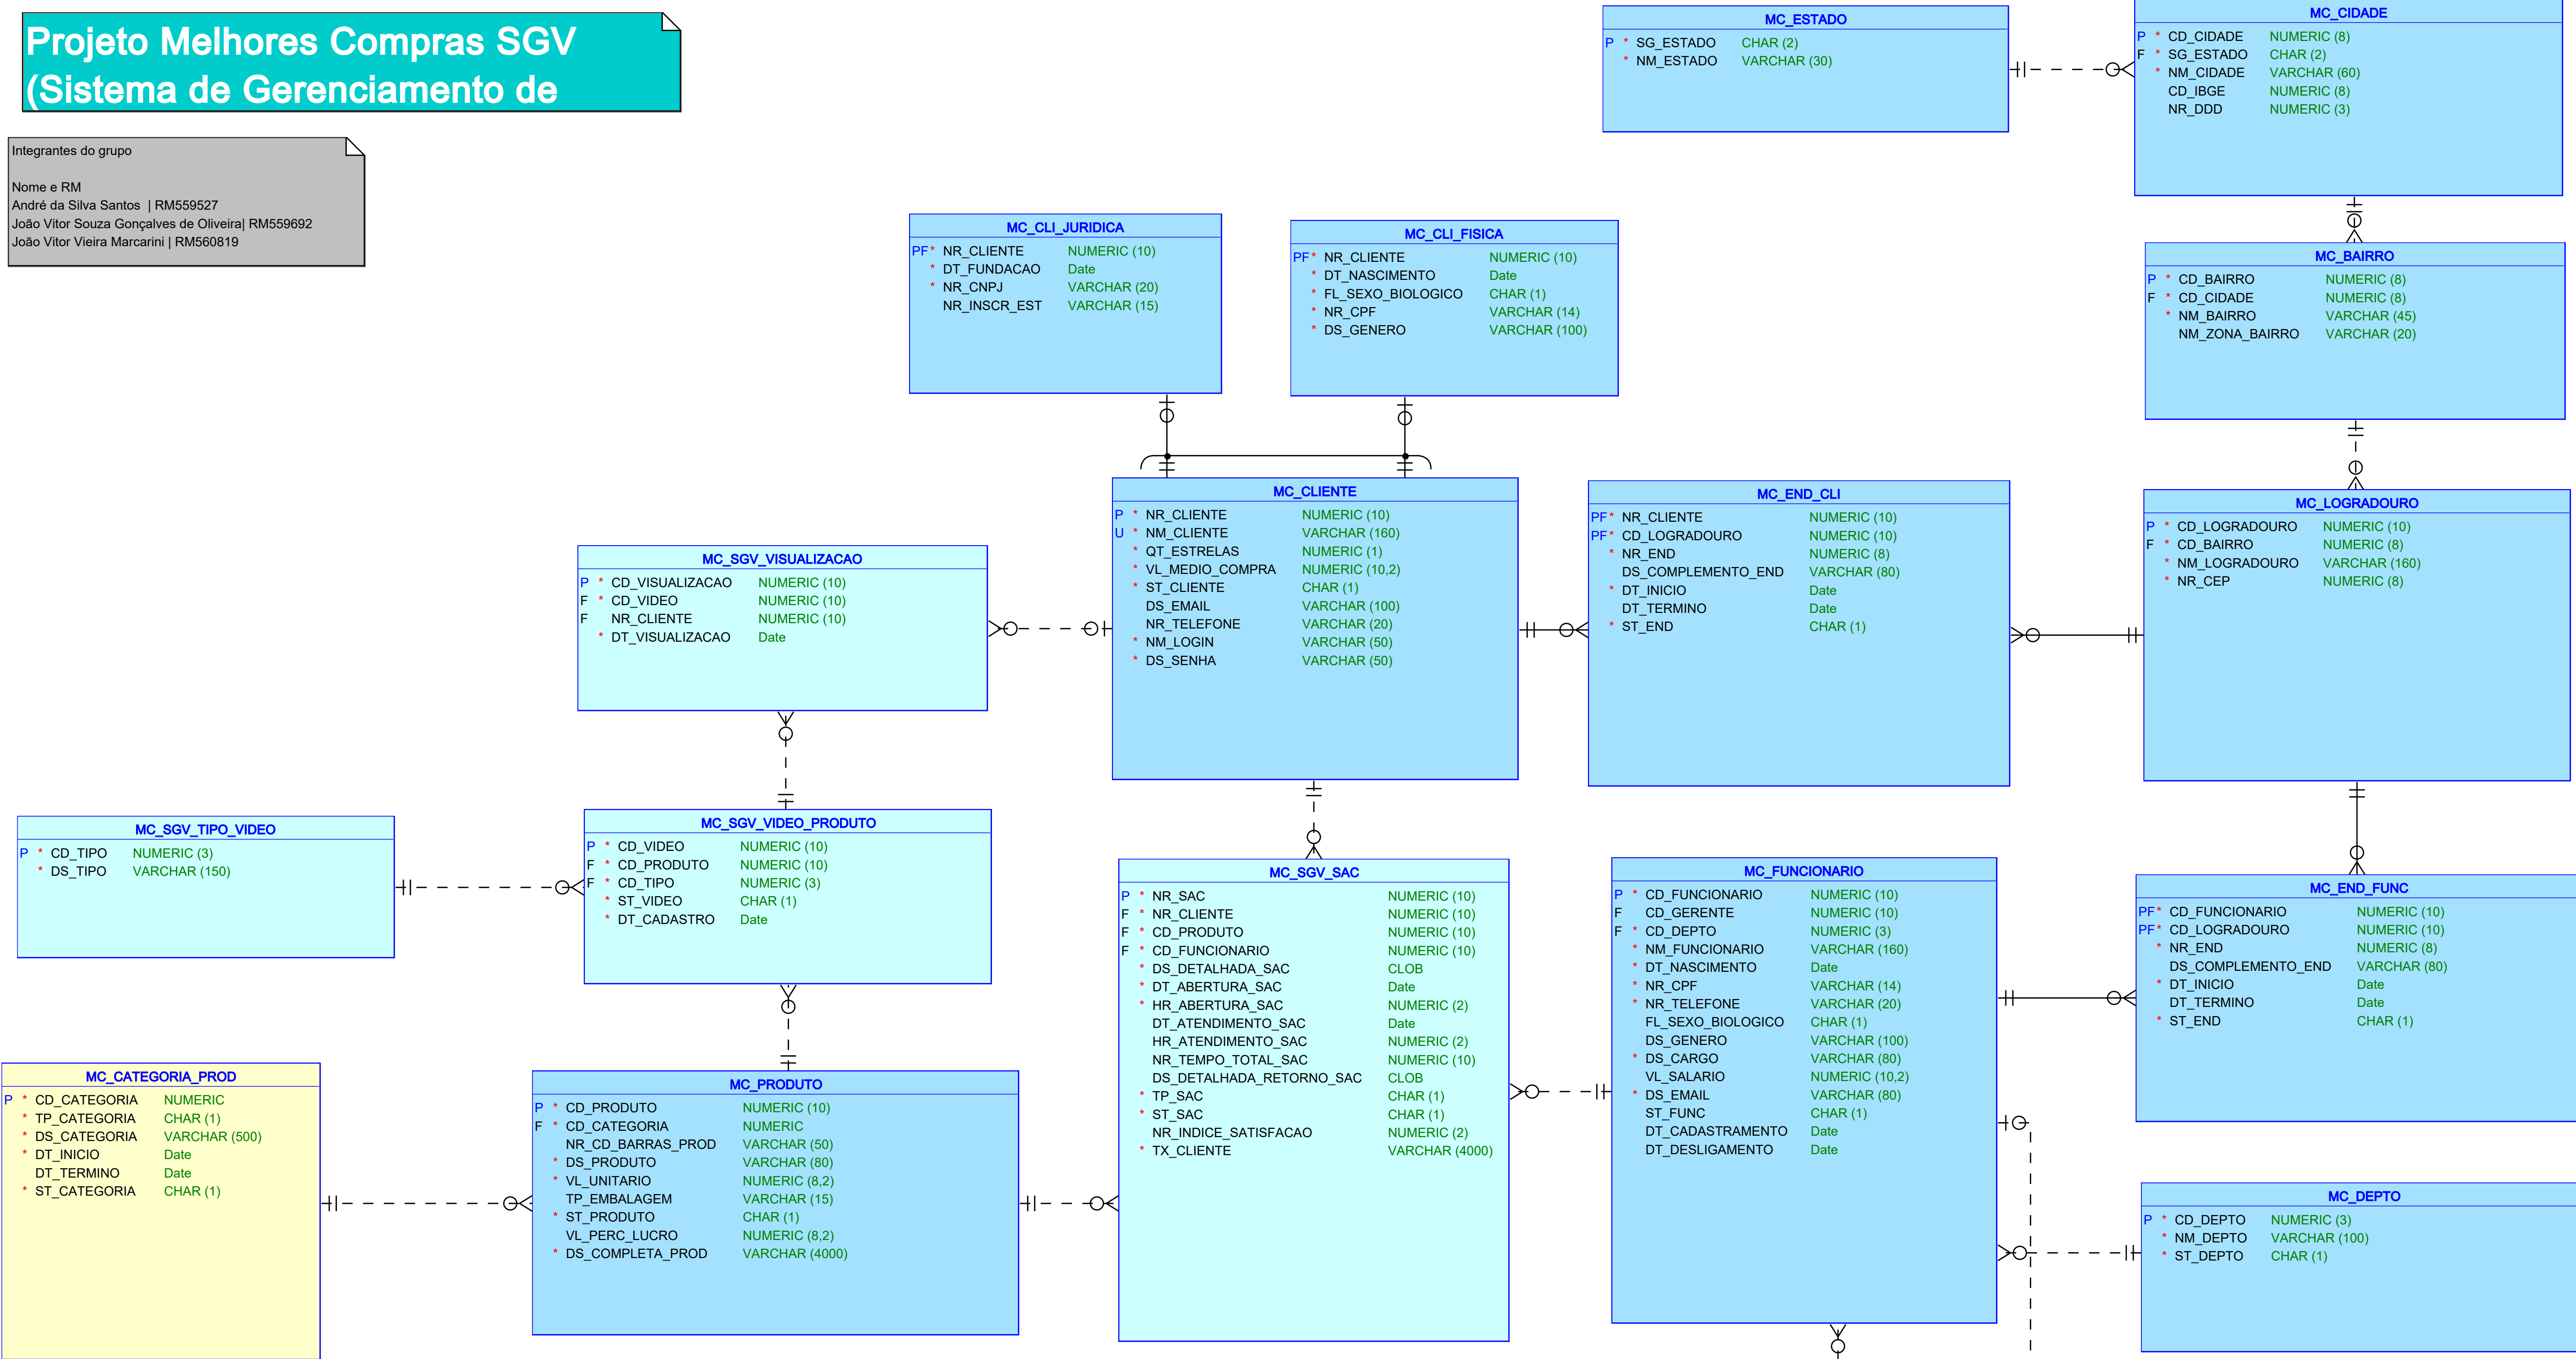 Projeto Melhores Compras SGV
(Sistema de Gerenciamento de
Integrantes do grupo
Nome e RM
André da Silva Santos | RM559527
João Vitor Souza Gonçalves de Oliveira| RM559692
João Vitor Vieira Marcarini | RM560819
MC_ESTADO
P * SG_ESTADO CHAR (2)
* NM_ESTADO VARCHAR (30)
MC_CIDADE
P * CD_CIDADE NUMERIC (8)
F * SG_ESTADO CHAR (2)
* NM_CIDADE VARCHAR (60)
CD_IBGE NUMERIC (8)
NR_DDD NUMERIC (3)
MC_CLI_JURIDICA
PF* NR_CLIENTE NUMERIC (10)
* DT_FUNDACAO Date
* NR_CNPJ VARCHAR (20)
NR_INSCR_EST VARCHAR (15)
MC_CLI_FISICA
PF* NR_CLIENTE NUMERIC (10)
* DT_NASCIMENTO Date
* FL_SEXO_BIOLOGICO CHAR (1)
* NR_CPF VARCHAR (14)
* DS_GENERO VARCHAR (100)
MC_BAIRRO
P * CD_BAIRRO NUMERIC (8)
F * CD_CIDADE NUMERIC (8)
* NM_BAIRRO VARCHAR (45)
NM_ZONA_BAIRRO VARCHAR (20)
MC_SGV_VISUALIZACAO
P * CD_VISUALIZACAO NUMERIC (10)
F * CD_VIDEO NUMERIC (10)
F NR_CLIENTE NUMERIC (10)
* DT_VISUALIZACAO Date
MC_CLIENTE
P * NR_CLIENTE NUMERIC (10)
U * NM_CLIENTE VARCHAR (160)
* QT_ESTRELAS NUMERIC (1)
* VL_MEDIO_COMPRA NUMERIC (10,2)
* ST_CLIENTE CHAR (1)
DS_EMAIL VARCHAR (100)
NR_TELEFONE VARCHAR (20)
* NM_LOGIN VARCHAR (50)
* DS_SENHA VARCHAR (50)
MC_END_CLI
PF* NR_CLIENTE NUMERIC (10)
PF* CD_LOGRADOURO NUMERIC (10)
* NR_END NUMERIC (8)
DS_COMPLEMENTO_END VARCHAR (80)
* DT_INICIO Date
DT_TERMINO Date
* ST_END CHAR (1)
MC_LOGRADOURO
P * CD_LOGRADOURO NUMERIC (10)
F * CD_BAIRRO NUMERIC (8)
* NM_LOGRADOURO VARCHAR (160)
* NR_CEP NUMERIC (8)
MC_SGV_TIPO_VIDEO
P * CD_TIPO NUMERIC (3)
* DS_TIPO VARCHAR (150)
MC_SGV_VIDEO_PRODUTO
P * CD_VIDEO NUMERIC (10)
F * CD_PRODUTO NUMERIC (10)
F * CD_TIPO NUMERIC (3)
* ST_VIDEO CHAR (1)
* DT_CADASTRO Date
MC_SGV_SAC
P * NR_SAC NUMERIC (10)
F * NR_CLIENTE NUMERIC (10)
F * CD_PRODUTO NUMERIC (10)
F * CD_FUNCIONARIO NUMERIC (10)
* DS_DETALHADA_SAC CLOB
* DT_ABERTURA_SAC Date
* HR_ABERTURA_SAC NUMERIC (2)
DT_ATENDIMENTO_SAC Date
HR_ATENDIMENTO_SAC NUMERIC (2)
NR_TEMPO_TOTAL_SAC NUMERIC (10)
DS_DETALHADA_RETORNO_SAC CLOB
* TP_SAC CHAR (1)
* ST_SAC CHAR (1)
NR_INDICE_SATISFACAO NUMERIC (2)
* TX_CLIENTE VARCHAR (4000)
MC_FUNCIONARIO
P * CD_FUNCIONARIO NUMERIC (10)
F CD_GERENTE NUMERIC (10)
F * CD_DEPTO NUMERIC (3)
* NM_FUNCIONARIO VARCHAR (160)
* DT_NASCIMENTO Date
* NR_CPF VARCHAR (14)
* NR_TELEFONE VARCHAR (20)
FL_SEXO_BIOLOGICO CHAR (1)
DS_GENERO VARCHAR (100)
* DS_CARGO VARCHAR (80)
VL_SALARIO NUMERIC (10,2)
* DS_EMAIL VARCHAR (80)
ST_FUNC CHAR (1)
DT_CADASTRAMENTO Date
DT_DESLIGAMENTO Date
MC_END_FUNC
PF* CD_FUNCIONARIO NUMERIC (10)
PF* CD_LOGRADOURO NUMERIC (10)
* NR_END NUMERIC (8)
DS_COMPLEMENTO_END VARCHAR (80)
* DT_INICIO Date
DT_TERMINO Date
* ST_END CHAR (1)
MC_CATEGORIA_PROD
P * CD_CATEGORIA NUMERIC
* TP_CATEGORIA CHAR (1)
* DS_CATEGORIA VARCHAR (500)
* DT_INICIO Date
DT_TERMINO Date
* ST_CATEGORIA CHAR (1)
MC_PRODUTO
P * CD_PRODUTO NUMERIC (10)
F * CD_CATEGORIA NUMERIC
NR_CD_BARRAS_PROD VARCHAR (50)
* DS_PRODUTO VARCHAR (80)
* VL_UNITARIO NUMERIC (8,2)
TP_EMBALAGEM VARCHAR (15)
* ST_PRODUTO CHAR (1)
VL_PERC_LUCRO NUMERIC (8,2)
* DS_COMPLETA_PROD VARCHAR (4000)
MC_DEPTO
P * CD_DEPTO NUMERIC (3)
* NM_DEPTO VARCHAR (100)
* ST_DEPTO CHAR (1)